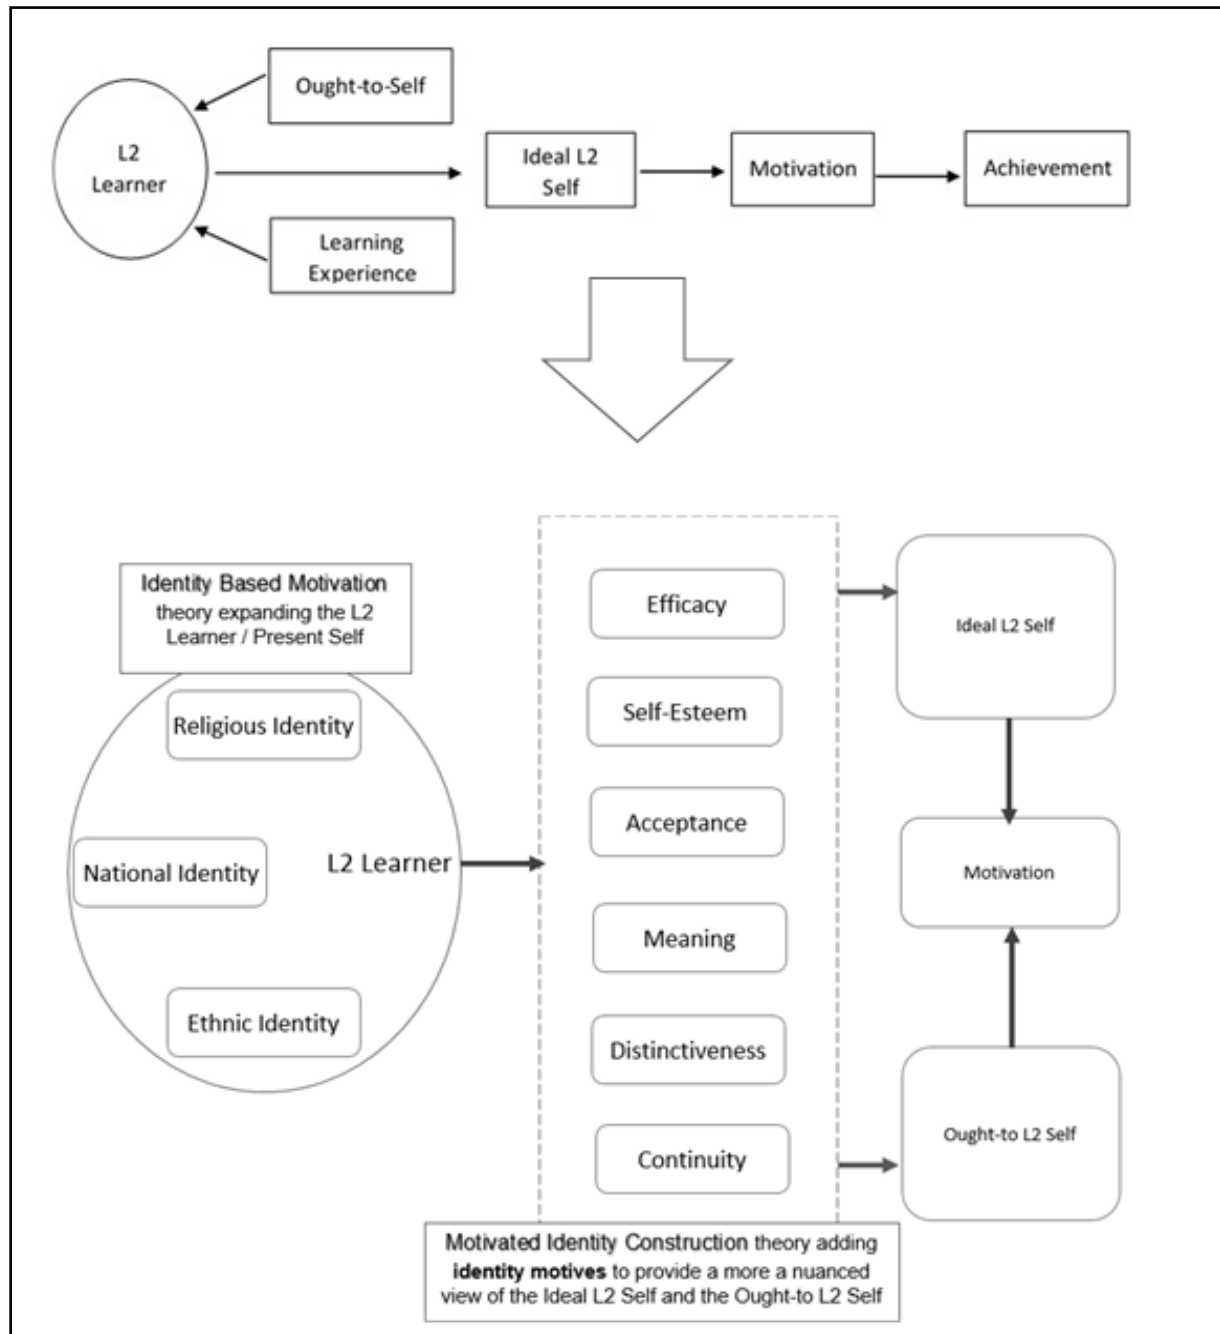 Ought-to-Self
L2
Learner
Ideal L2
Self
Motivation
Achievement
Learning
Experience
Identity Based Motivation
theory expanding the L2
Learner / Present Self
Religious Identity
National Identity
L2 Learner
Ethnic Identity
Efficacy
Self-Esteem
Acceptance
Meaning
Distinctiveness
Continuity
Ideal L2 Self
Motivation
Ought-to L2 Self
Motivated Identity Construction theory adding
identity motives to provide a more a nuanced
view of the Ideal L2 Self and the Ought-to L2 Self